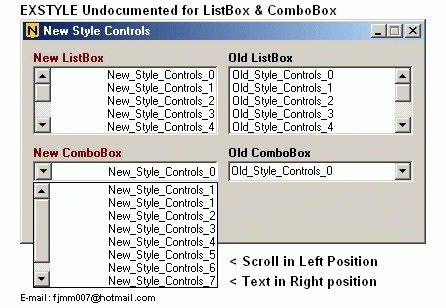 EXSTYLE Undocumented for ListBox & ComboBox
New Style Controls
New ListBox
New_Style_Controls_0
New_Style_Controls_1
New_Style_Controls_2
New_Style_Controls_3
New_Style_Controls_4
Old ListBox
Old_Style_Controls_0
Old_Style_Controls_1
Old_Style_Controls_2
Old_Style_Controls_3
Old_Style_Controls_4
New ComboBox
New_Style_Controls_0
Old ComboBox
Old_Style_Controls_0
New_Style_Controls_1
New_Style_Controls_1
New_Style_Controls_2
New_Style_Controls_3
New_Style_Controls_4
New_Style_Controls_5
New_Style_Controls_6
New_Style_Controls_7
< Scroll in Left Position
< Text in Right position
E-mail: fjmm007@hotmail.com